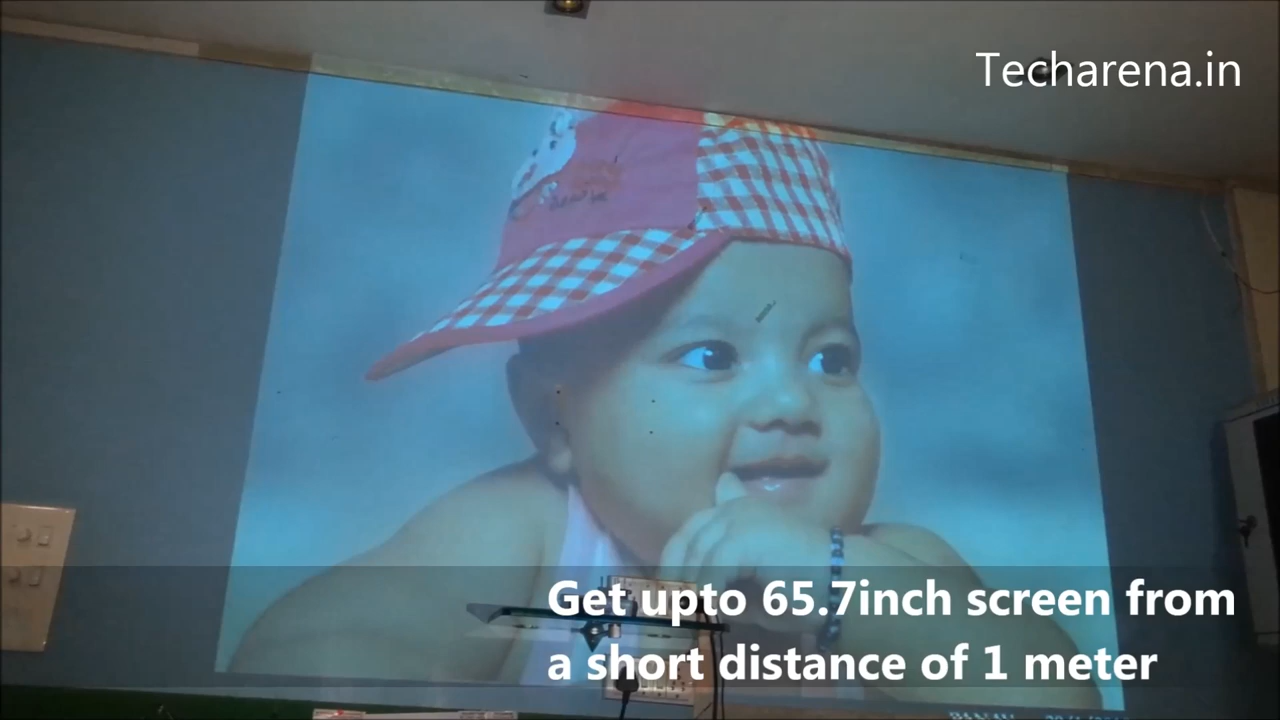 Techarena.in
Get upto 65.7inch screen from
a short distance of 1 meter